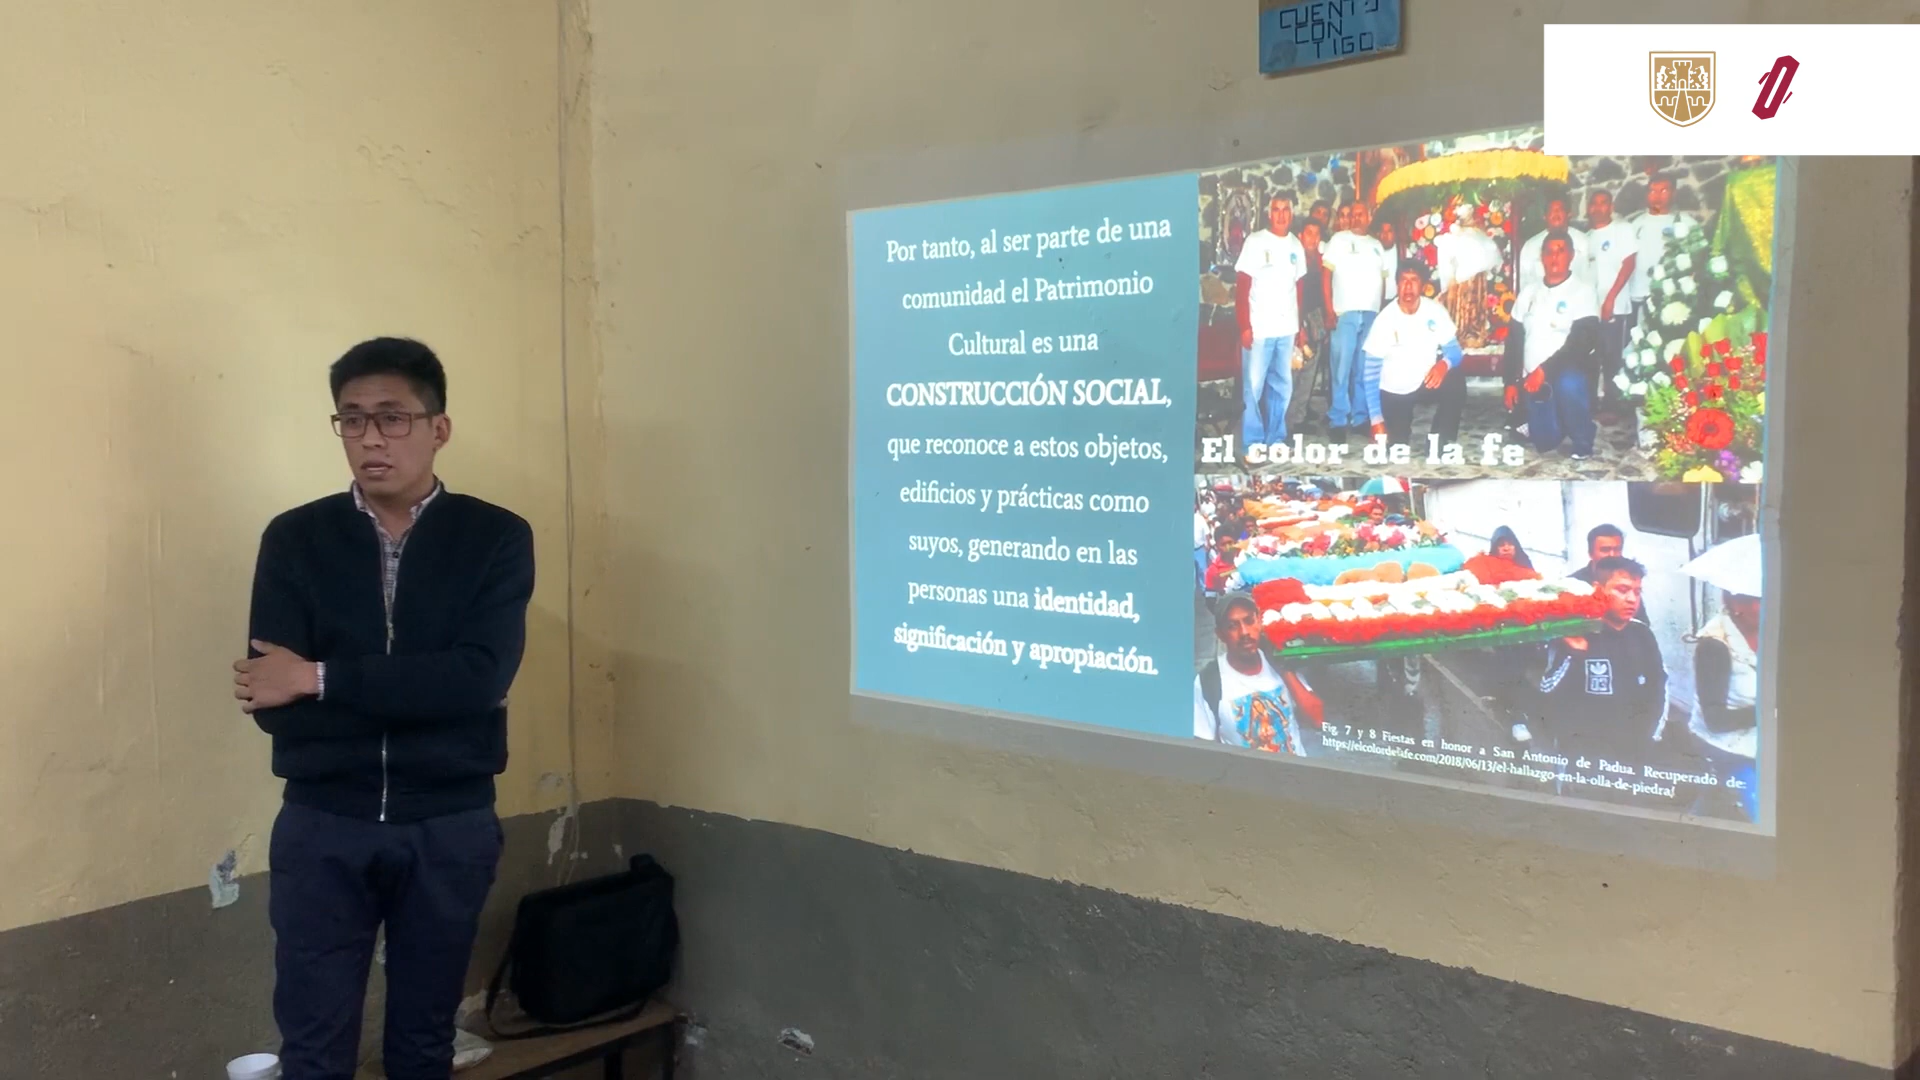 CUENTO
CON
TIGO
Por tanto, al ser parte de una
comunidad el Patrimonio
Cultural es una
CONSTRUCCIÓN SOCIAL,
que reconoce a estos objetos,
edificios y prácticas como
suyos, generando en las
personas una identidad,
significación y apropiación.
El color de la fe
Fig. 7 y 8 Fiestas en honor a San Antonio de Padua. Recuperado de:
https://elcolordelafe.com/2018/06/13/el-hallazgo-en-la-olla-de-piedra/
03